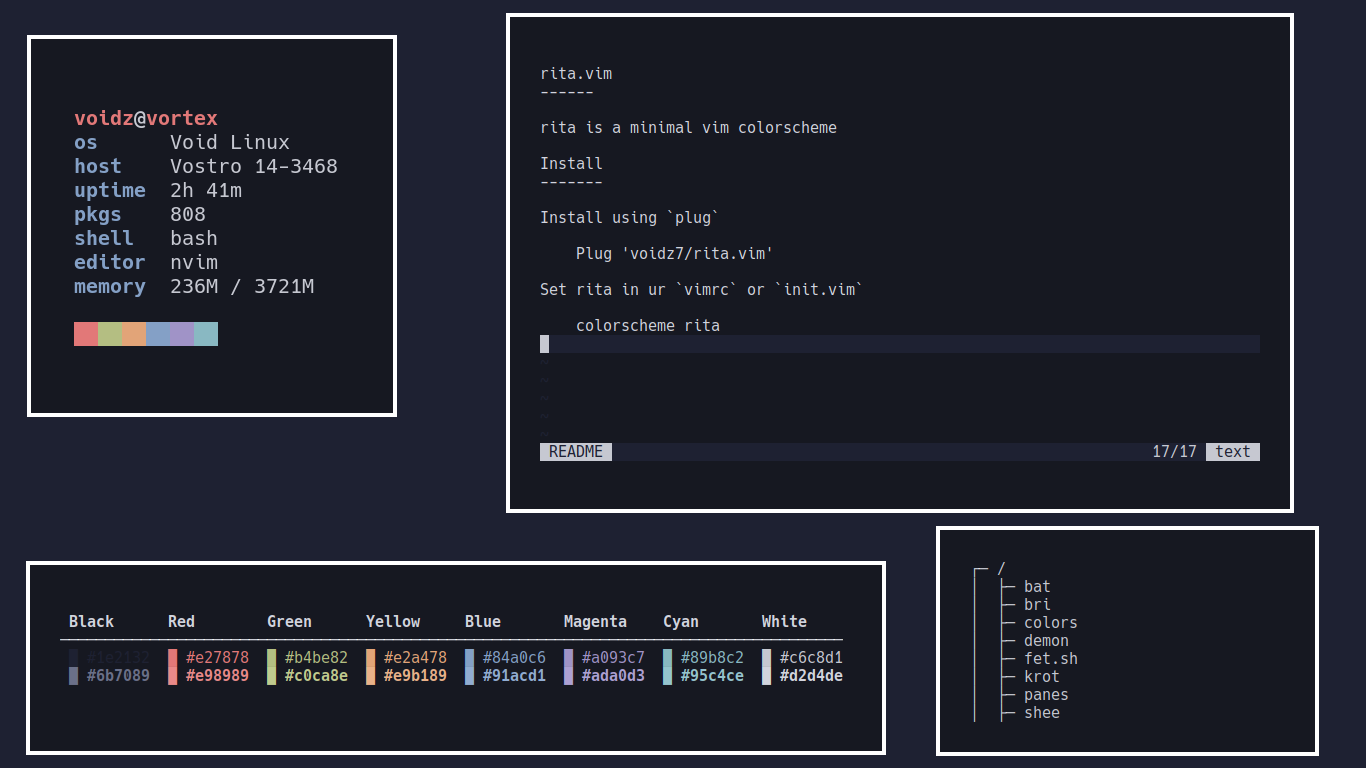 voidz@vortex
os Void Linux
host Vostro 14-3468
uptime 2h 41m
pkgs 808
shell bash
editor nvim
memory 236M / 3721M
rita.vim
------
rita is a minimal vim colorscheme
Install
-------
Install using `plug`
Plug 'voidz7/rita.vim'
Set rita in ur `vimrc` or `init.vim`
colorscheme rita
~
~
~
~
~
README 17/17 text
Black Red Green Yellow Blue Magenta Cyan White
#1e2132 #e27878 #b4be82 #e2a478 #84a0c6 #a093c7 #89b8c2 #c6c8d1
#6b7089 #e98989 #c0ca8e #e9b189 #91acd1 #ada0d3 #95c4ce #d2d4de
/
bat
bri
colors
demon
fet.sh
krot
panes
shee